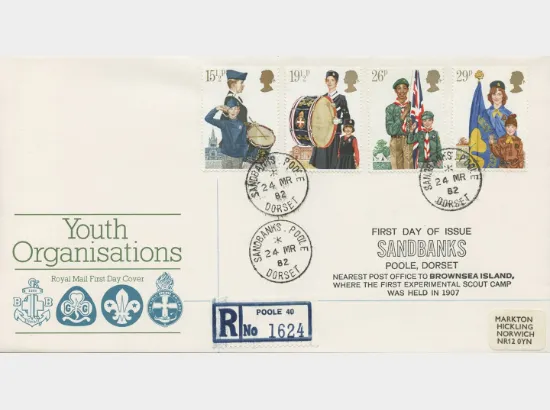 15½P
19½P
26P
29P
SANDBANKS . POOLE
24 MR
82
DORSET
SANDBANKS . POOLE
24 MR
82
DORSET
SANDBANKS . POOLE
24 MR
82
DORSET
Youth
Organisations
Royal Mail First Day Cover
B B
FIRST DAY OF ISSUE
SANDBANKS
POOLE, DORSET
NEAREST POST OFFICE TO BROWNSEA ISLAND,
WHERE THE FIRST EXPERIMENTAL SCOUT CAMP
WAS HELD IN 1907
R
POOLE 40
No 1624
MARKTON
HICKLING
NORWICH
NR12 0YN